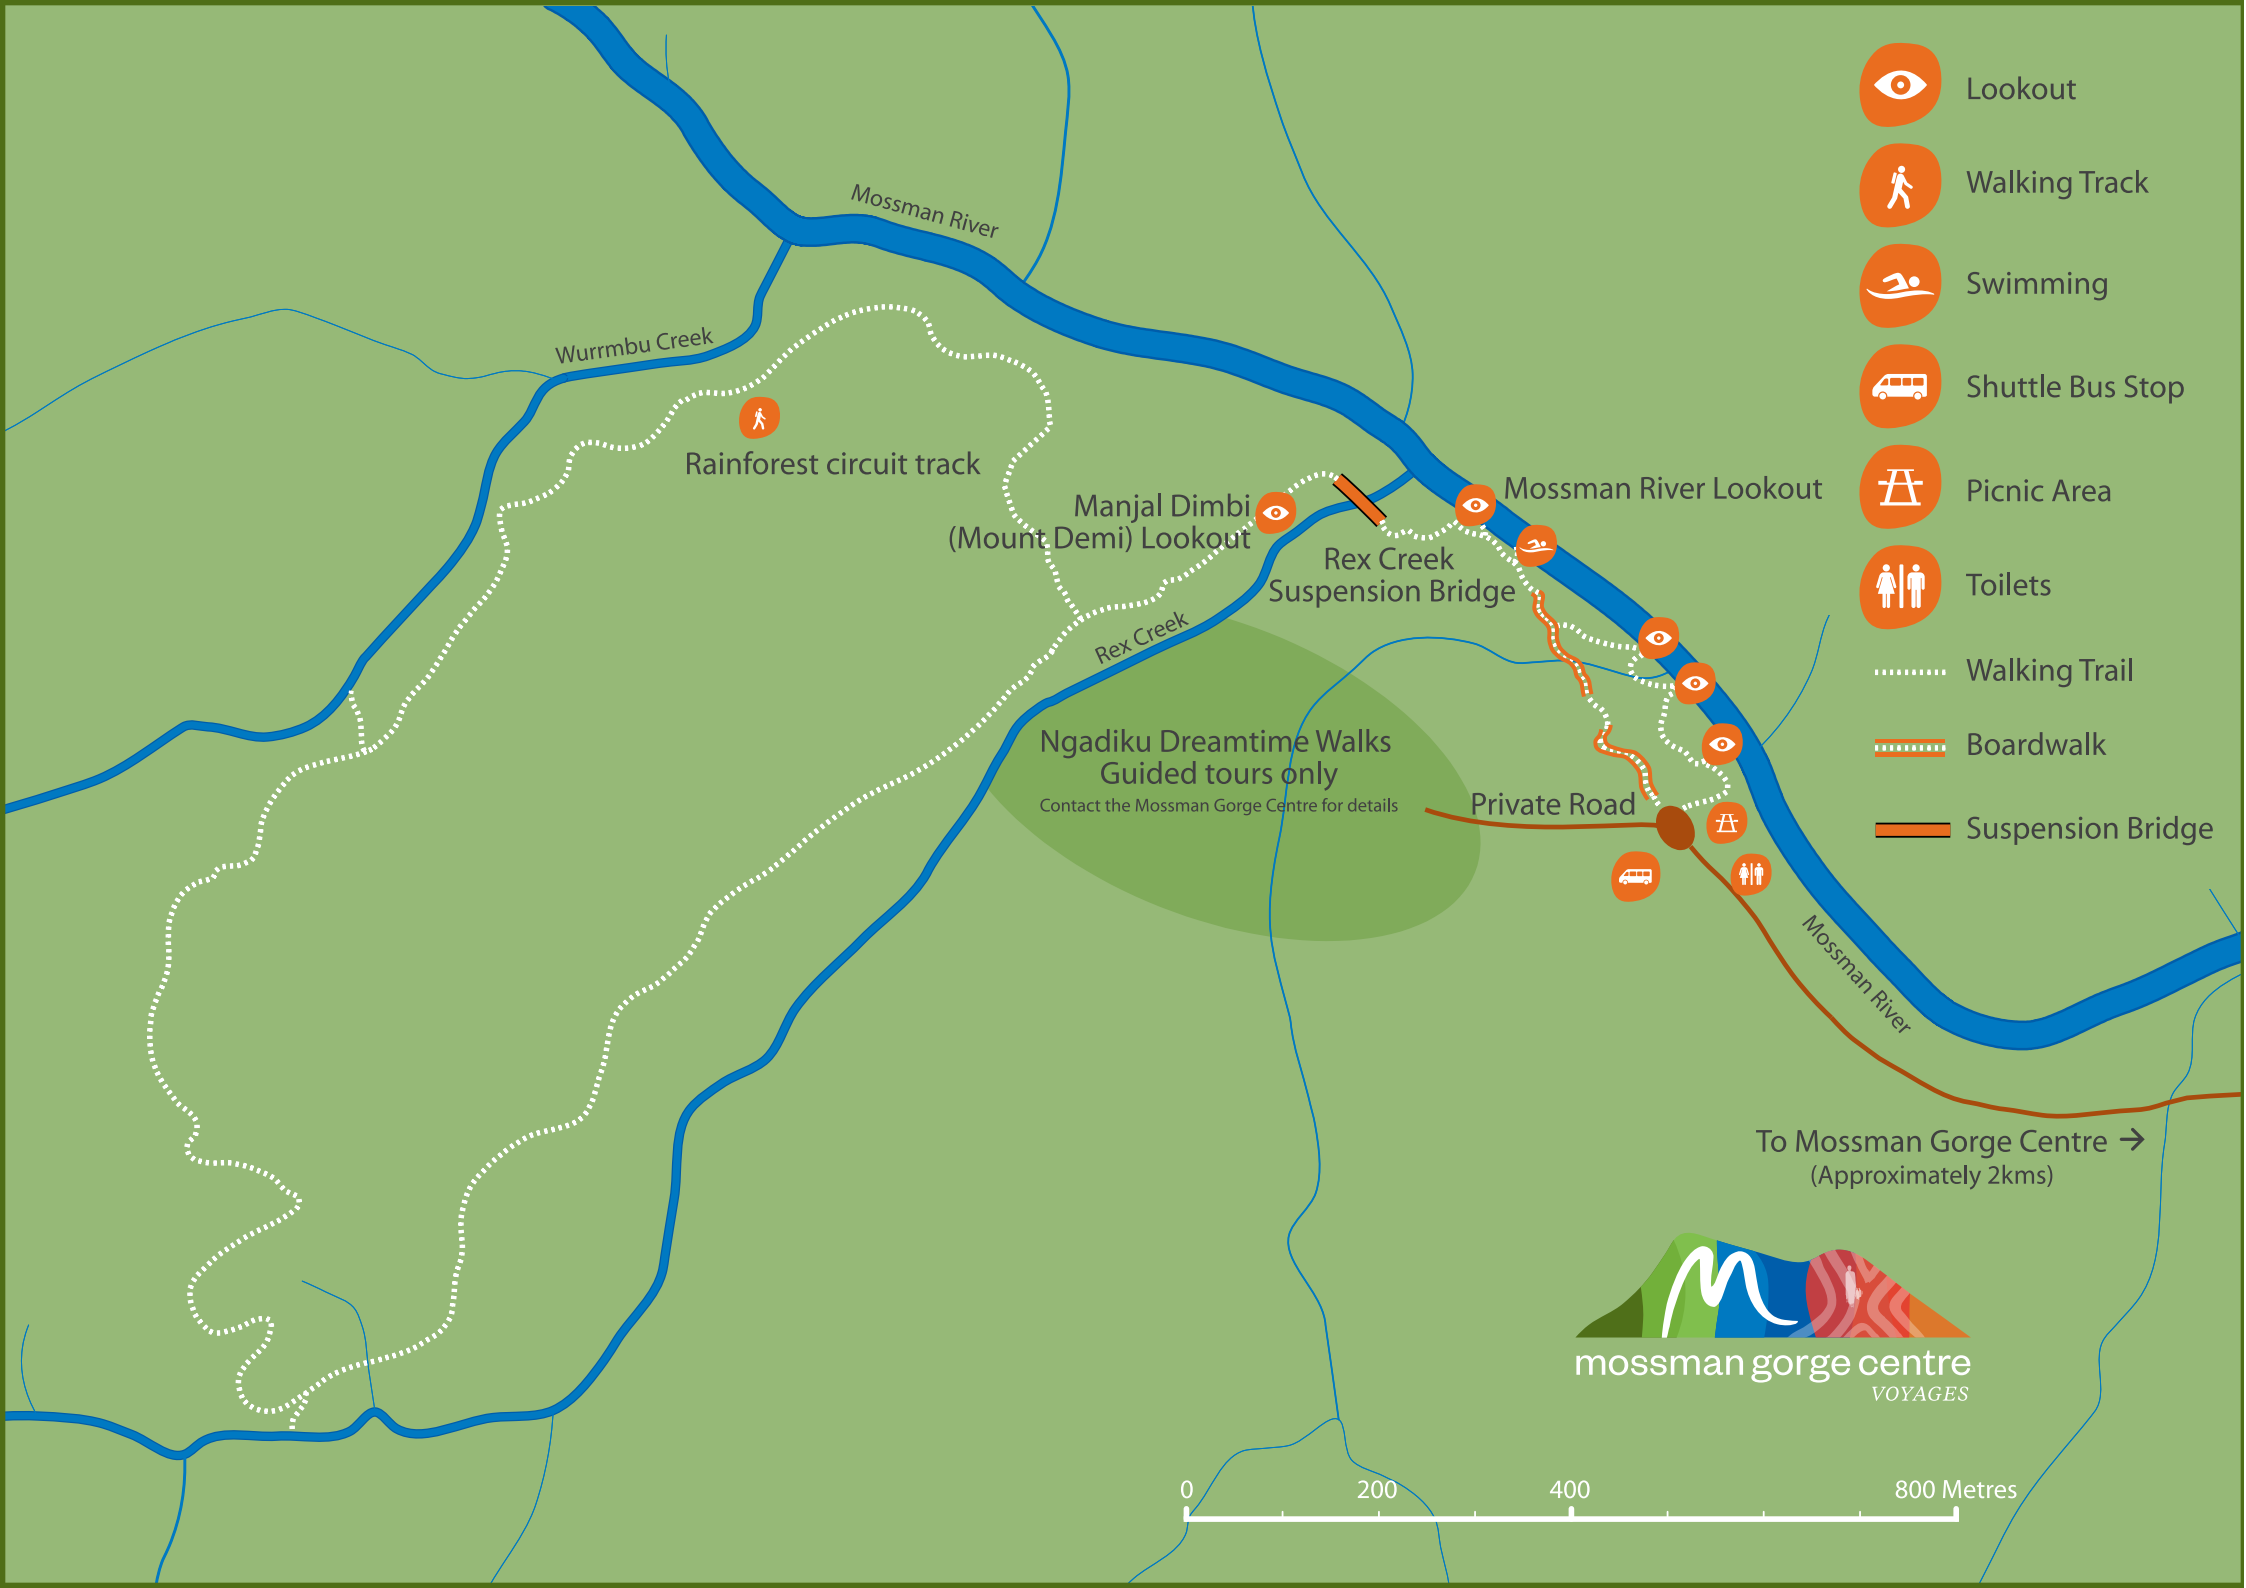 Mossman River
Wurrmbu Creek
Rainforest circuit track
Manjal Dimbi
(Mount Demi) Lookout
Mossman River Lookout
Rex Creek
Suspension Bridge
Rex Creek
Ngadiku Dreamtime Walks
Guided tours only
Contact the Mossman Gorge Centre for details
Private Road
Mossman River
To Mossman Gorge Centre →
(Approximately 2kms)
Lookout
Walking Track
Swimming
Shuttle Bus Stop
Picnic Area
Toilets
Walking Trail
Boardwalk
Suspension Bridge
mossman gorge centre
VOYAGES
0 200 400 800 Metres